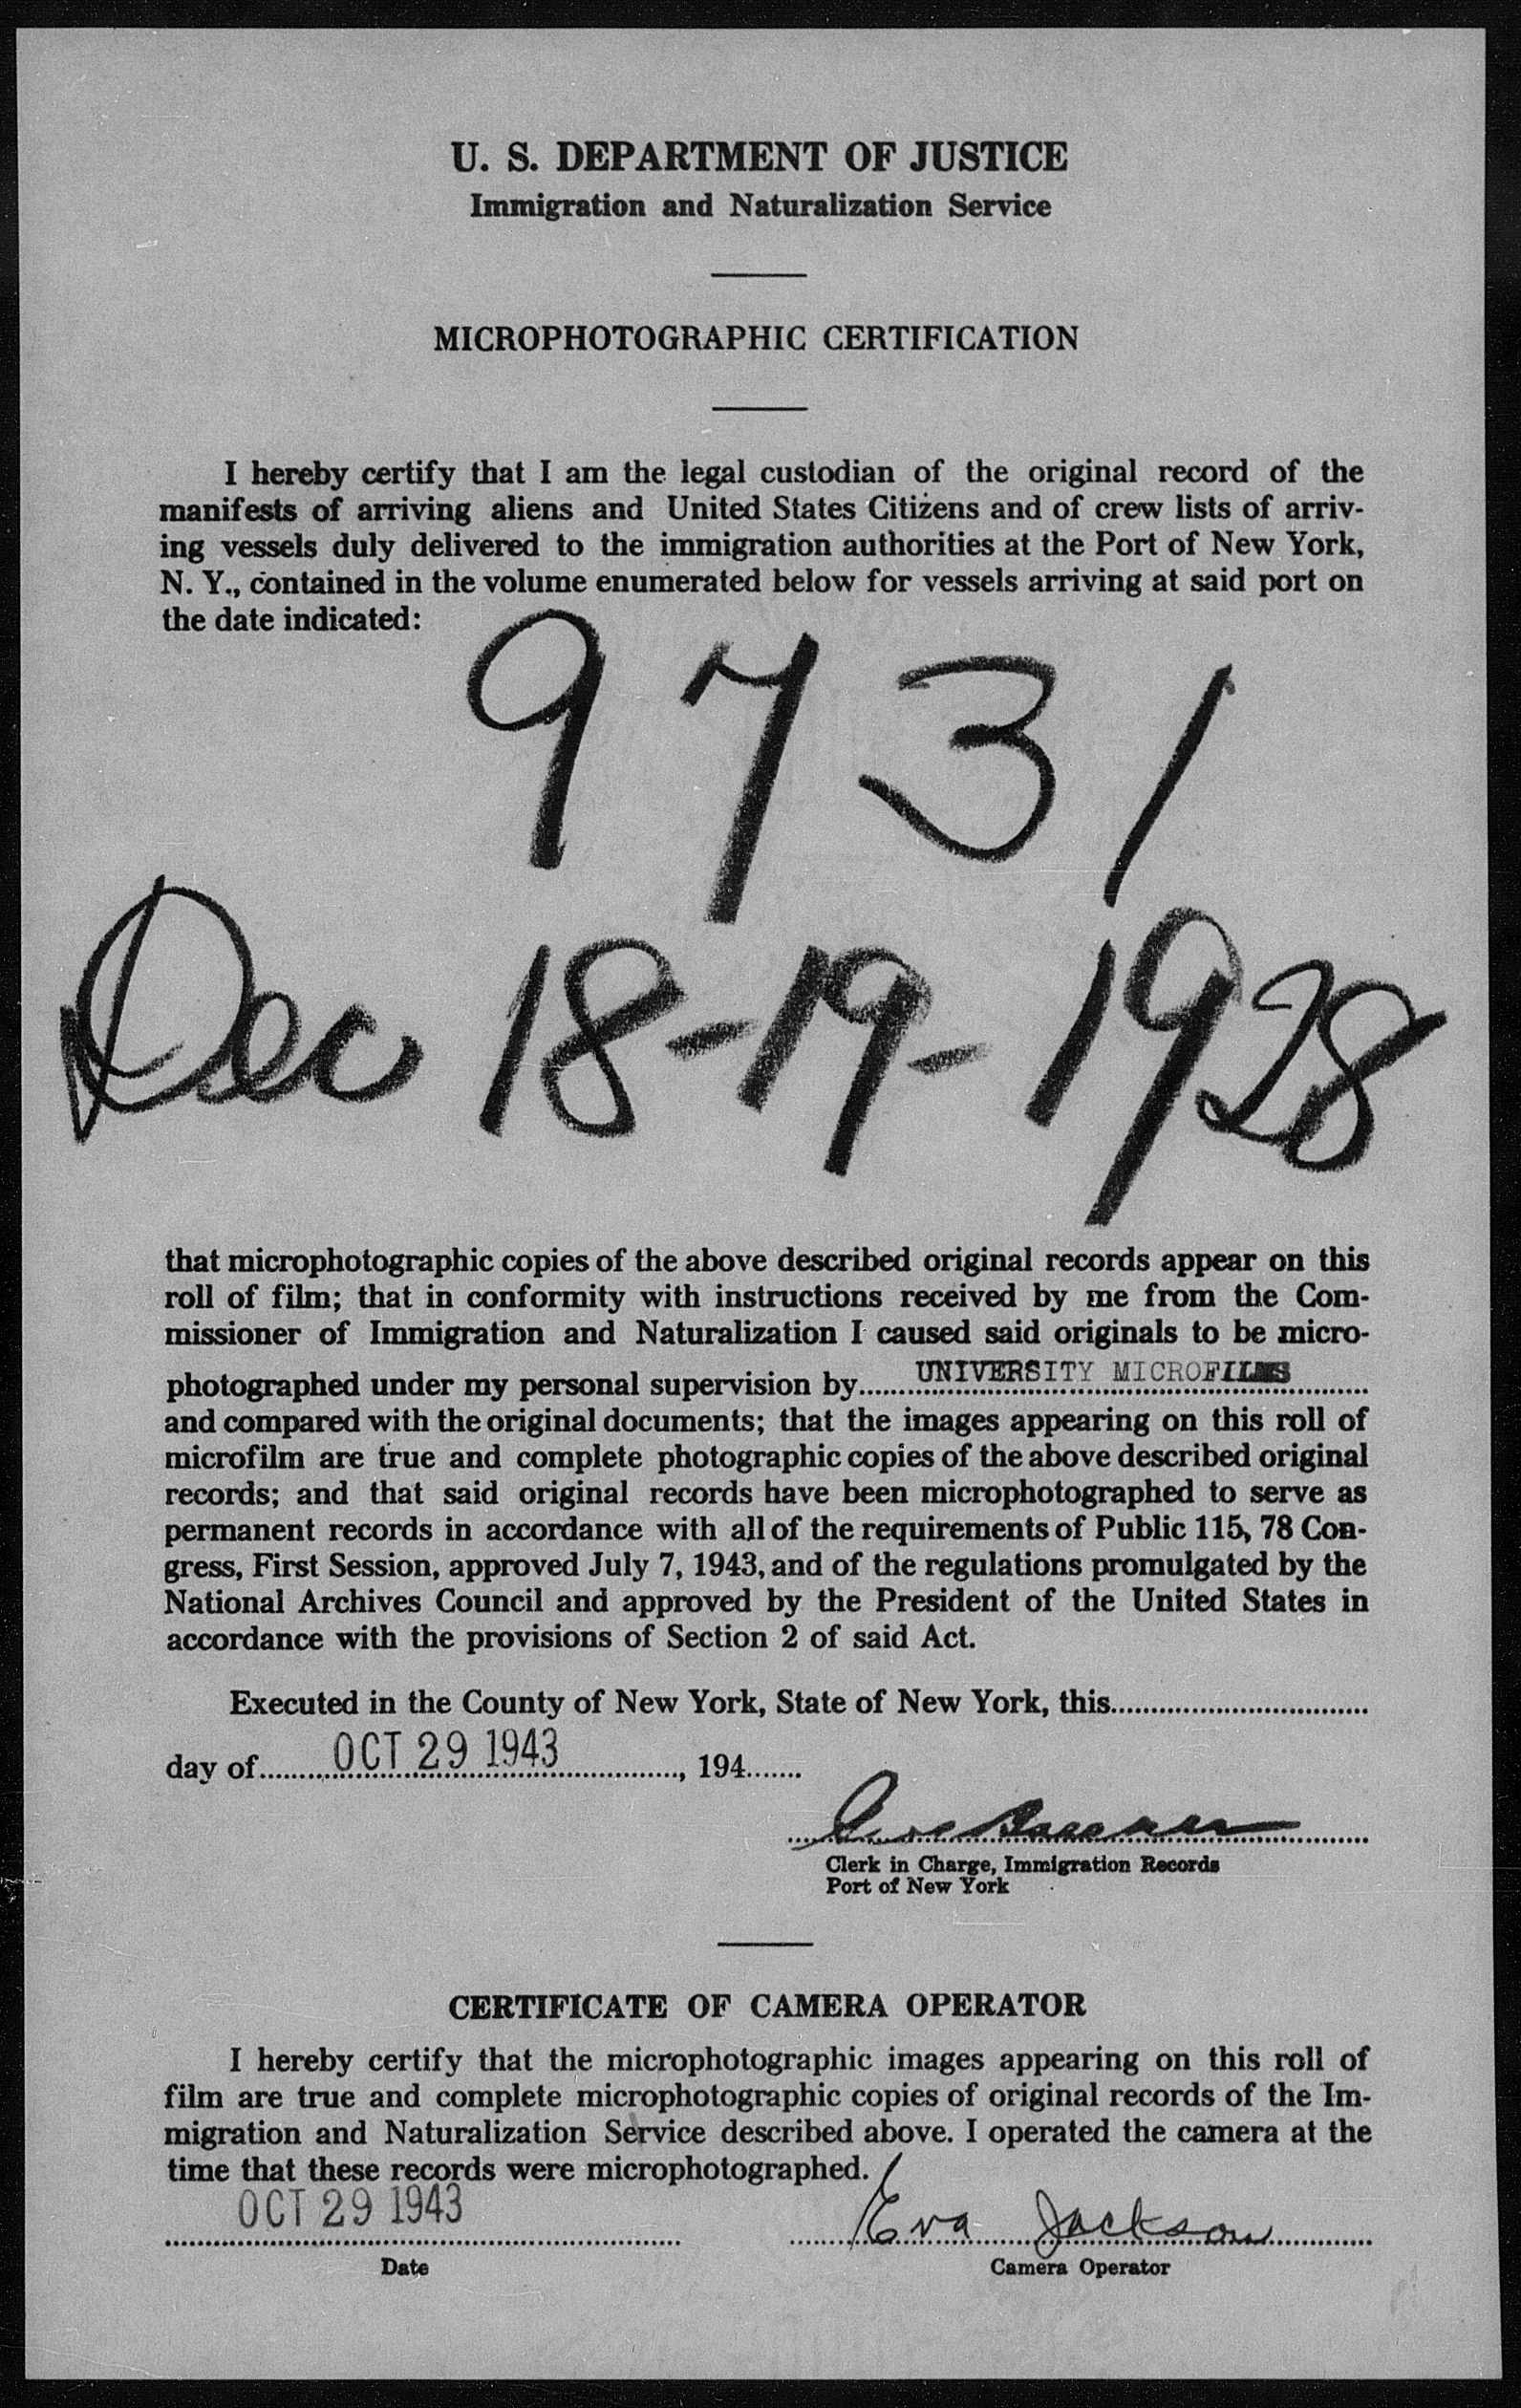 U. S. DEPARTMENT OF JUSTICE
Immigration and Naturalization Service
MICROPHOTOGRAPHIC CERTIFICATION
I hereby certify that I am the legal custodian of the original record of the
manifests of arriving aliens and United States Citizens and of crew lists of arriv-
ing vessels duly delivered to the immigration authorities at the Port of New York,
N. Y., contained in the volume enumerated below for vessels arriving at said port on
the date indicated:
9731
Dec 18-19-1928
that microphotographic copies of the above described original records appear on this
roll of film; that in conformity with instructions received by me from the Com-
missioner of Immigration and Naturalization I caused said originals to be micro-
photographed under my personal supervision by UNIVERSITY MICROFILMS
and compared with the original documents; that the images appearing on this roll of
microfilm are true and complete photographic copies of the above described original
records; and that said original records have been microphotographed to serve as
permanent records in accordance with all of the requirements of Public 115, 78 Con-
gress, First Session, approved July 7, 1943, and of the regulations promulgated by the
National Archives Council and approved by the President of the United States in
accordance with the provisions of Section 2 of said Act.
Executed in the County of New York, State of New York, this
day of OCT 29 1943, 194
Clerk in Charge, Immigration Records
Port of New York
CERTIFICATE OF CAMERA OPERATOR
I hereby certify that the microphotographic images appearing on this roll of
film are true and complete microphotographic copies of original records of the Im-
migration and Naturalization Service described above. I operated the camera at the
time that these records were microphotographed.
OCT 29 1943 Eva Jackson
Date Camera Operator